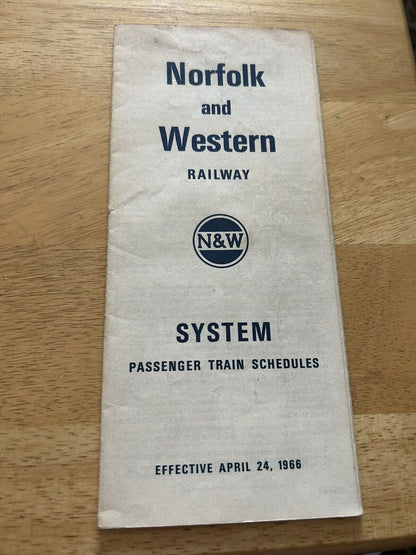 Norfolk
and
Western
RAILWAY
N&W
SYSTEM
PASSENGER TRAIN SCHEDULES
EFFECTIVE APRIL 24, 1966